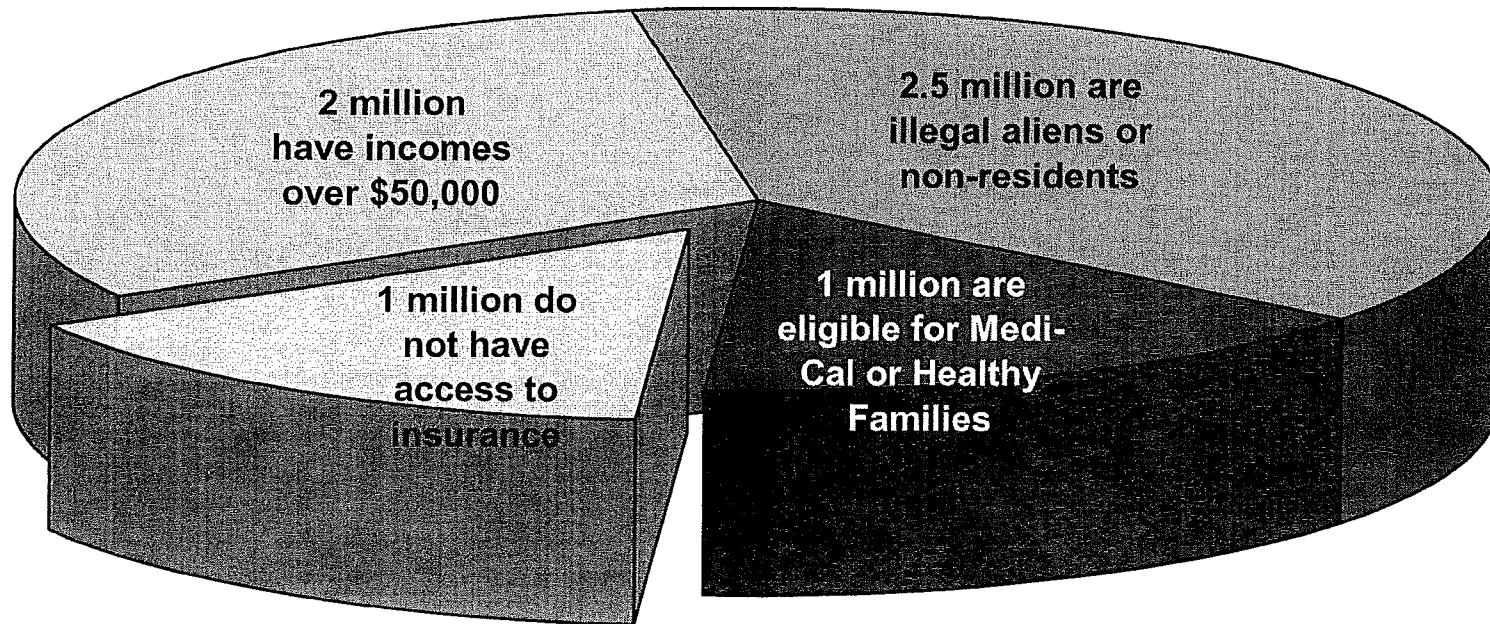 2 million
have incomes
over $50,000
2.5 million are
illegal aliens or
non-residents
1 million do
not have
access to
insurance
1 million are
eligible for Medi-
Cal or Healthy
Families